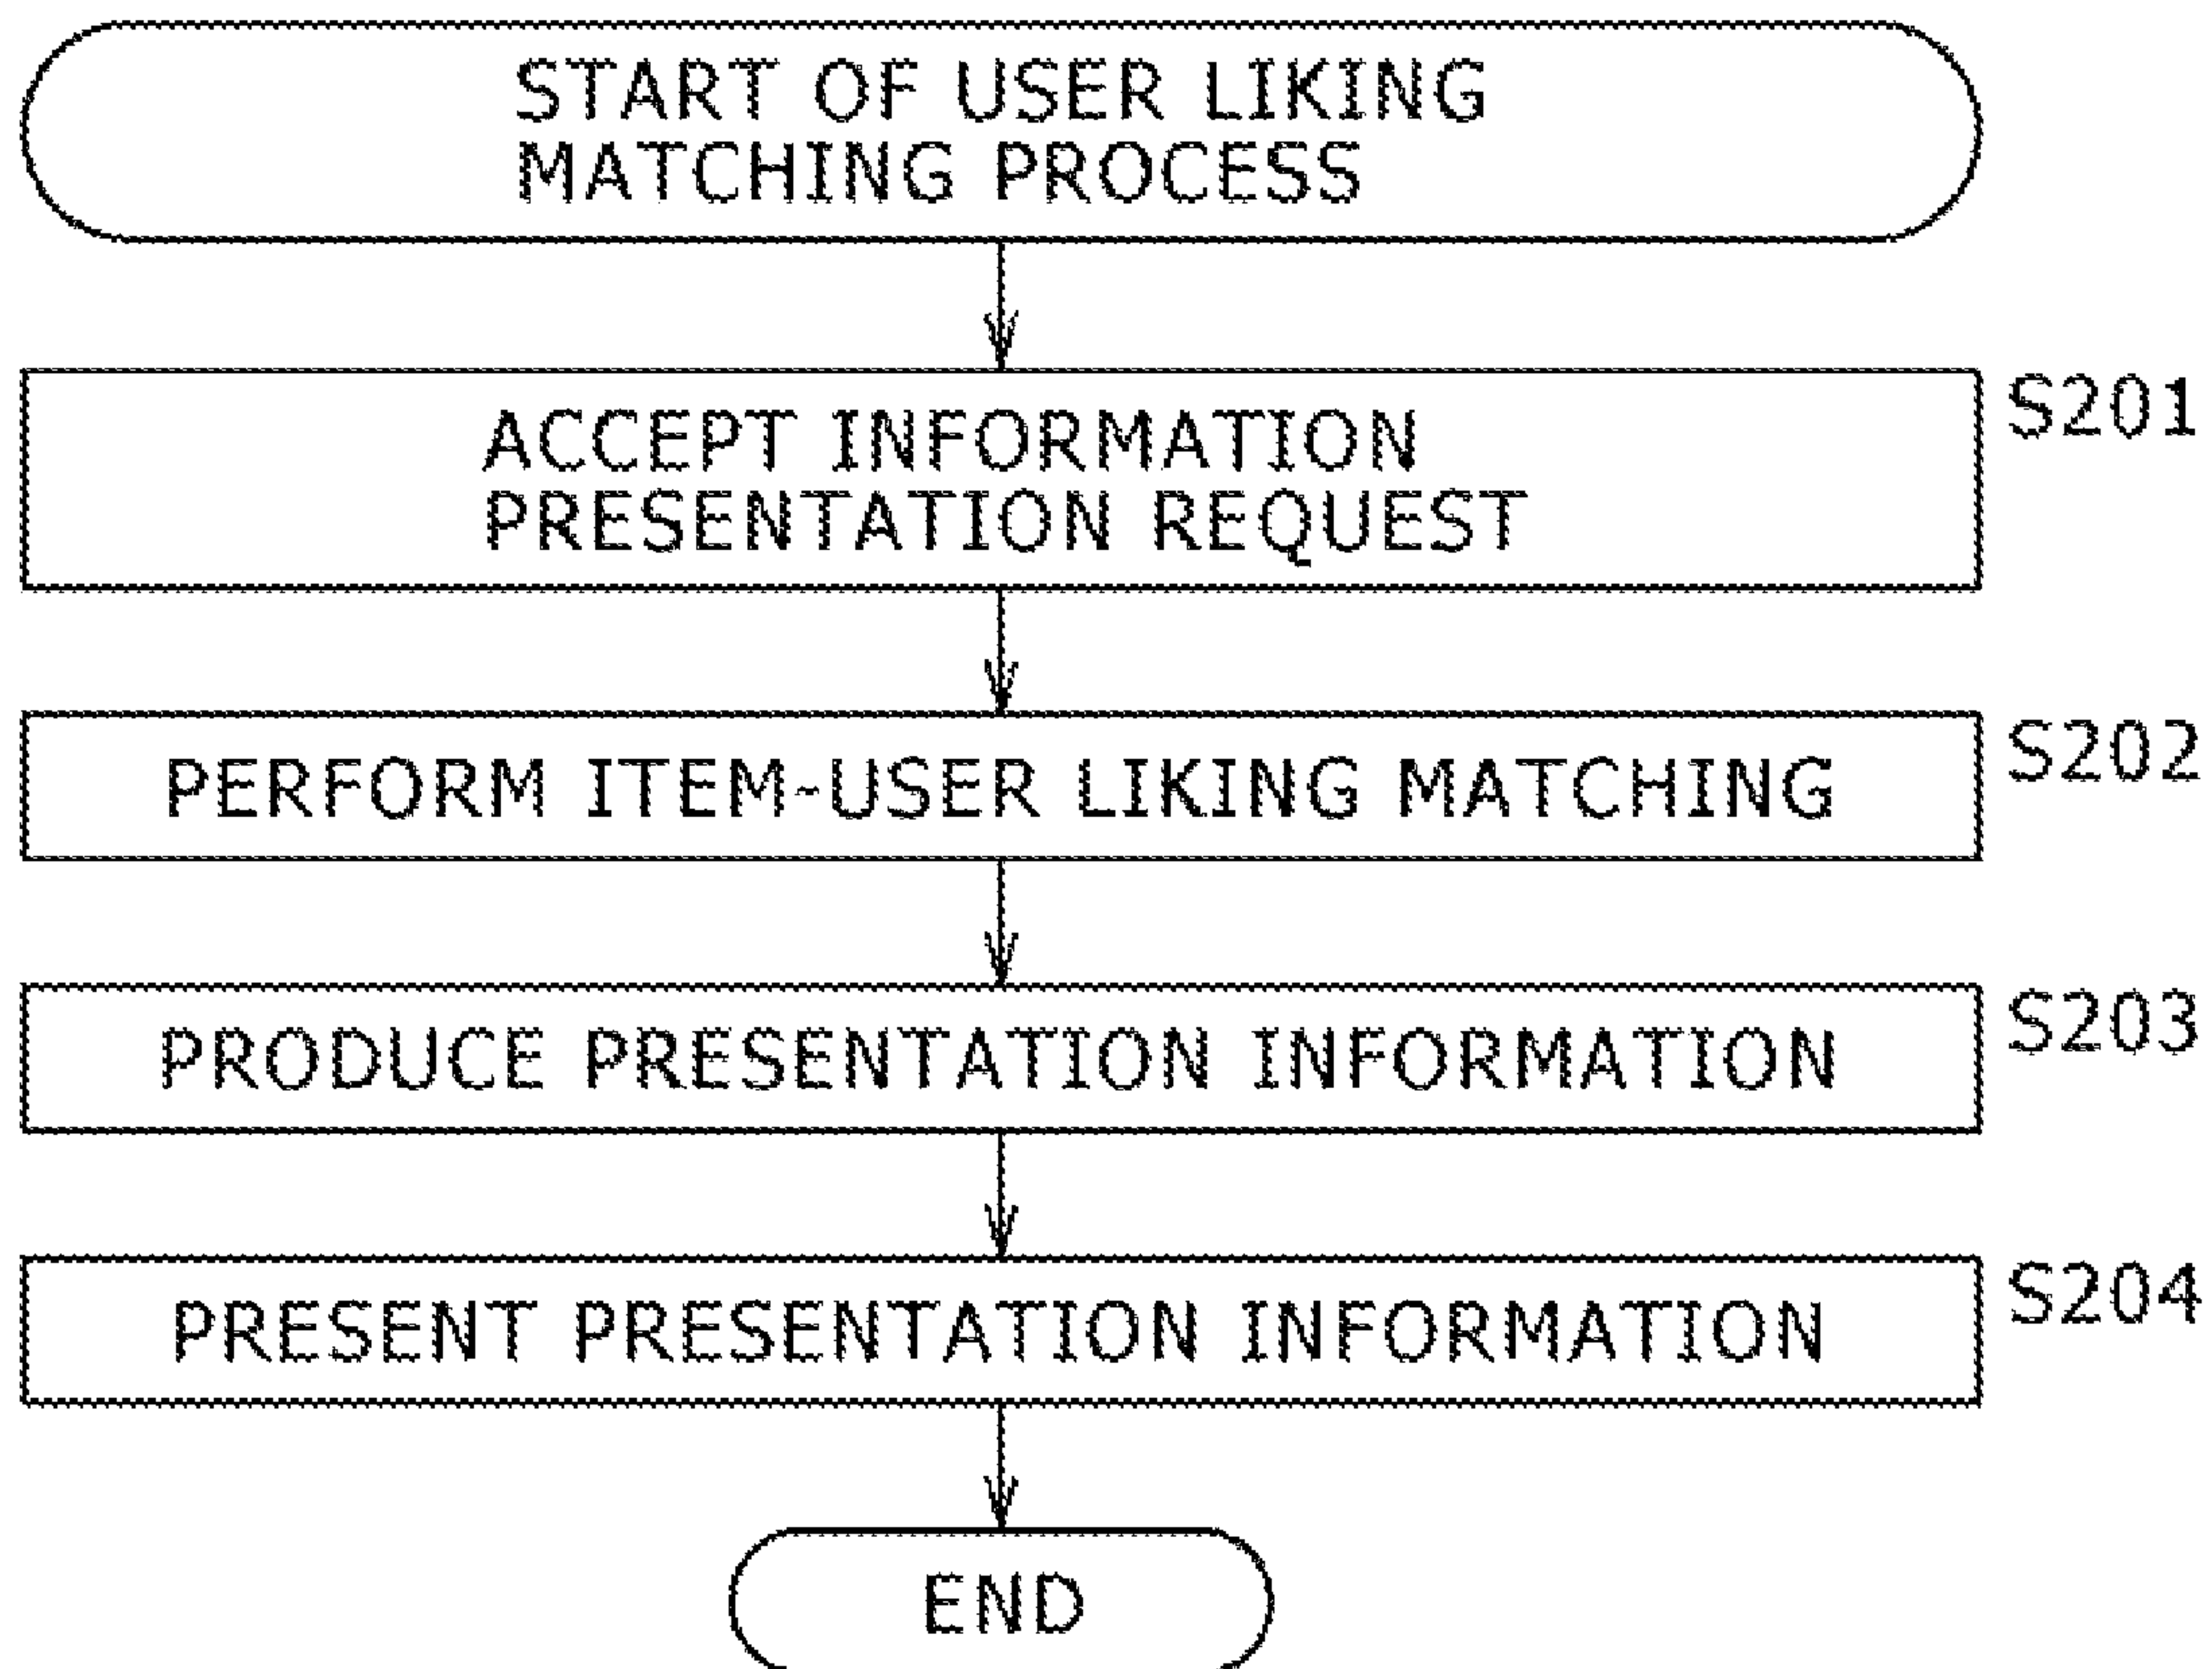 START OF USER LIKING
MATCHING PROCESS
S201
ACCEPT INFORMATION
PRESENTATION REQUEST
S202
PERFORM ITEM-USER LIKING MATCHING
S203
PRODUCE PRESENTATION INFORMATION
S204
PRESENT PRESENTATION INFORMATION
END